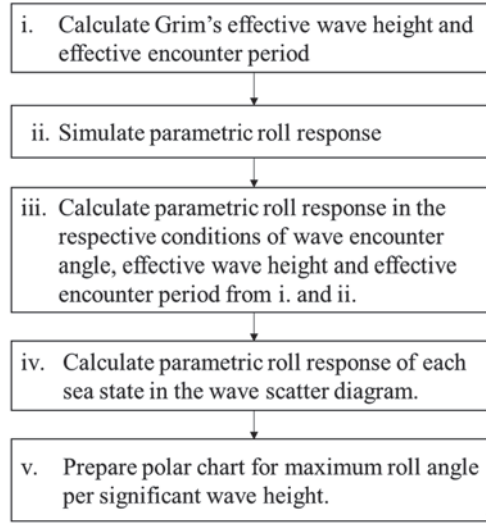 i. Calculate Grim’s effective wave height and
effective encounter period
ii. Simulate parametric roll response
iii. Calculate parametric roll response in the
respective conditions of wave encounter
angle, effective wave height and effective
encounter period from i. and ii.
iv. Calculate parametric roll response of each
sea state in the wave scatter diagram.
v. Prepare polar chart for maximum roll angle
per significant wave height.